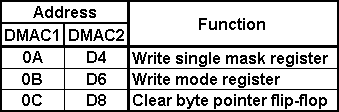 Address Function
DMAC1 DMAC2
0A D4 Write single mask register
0B D6 Write mode register
0C D8 Clear byte pointer flip-flop